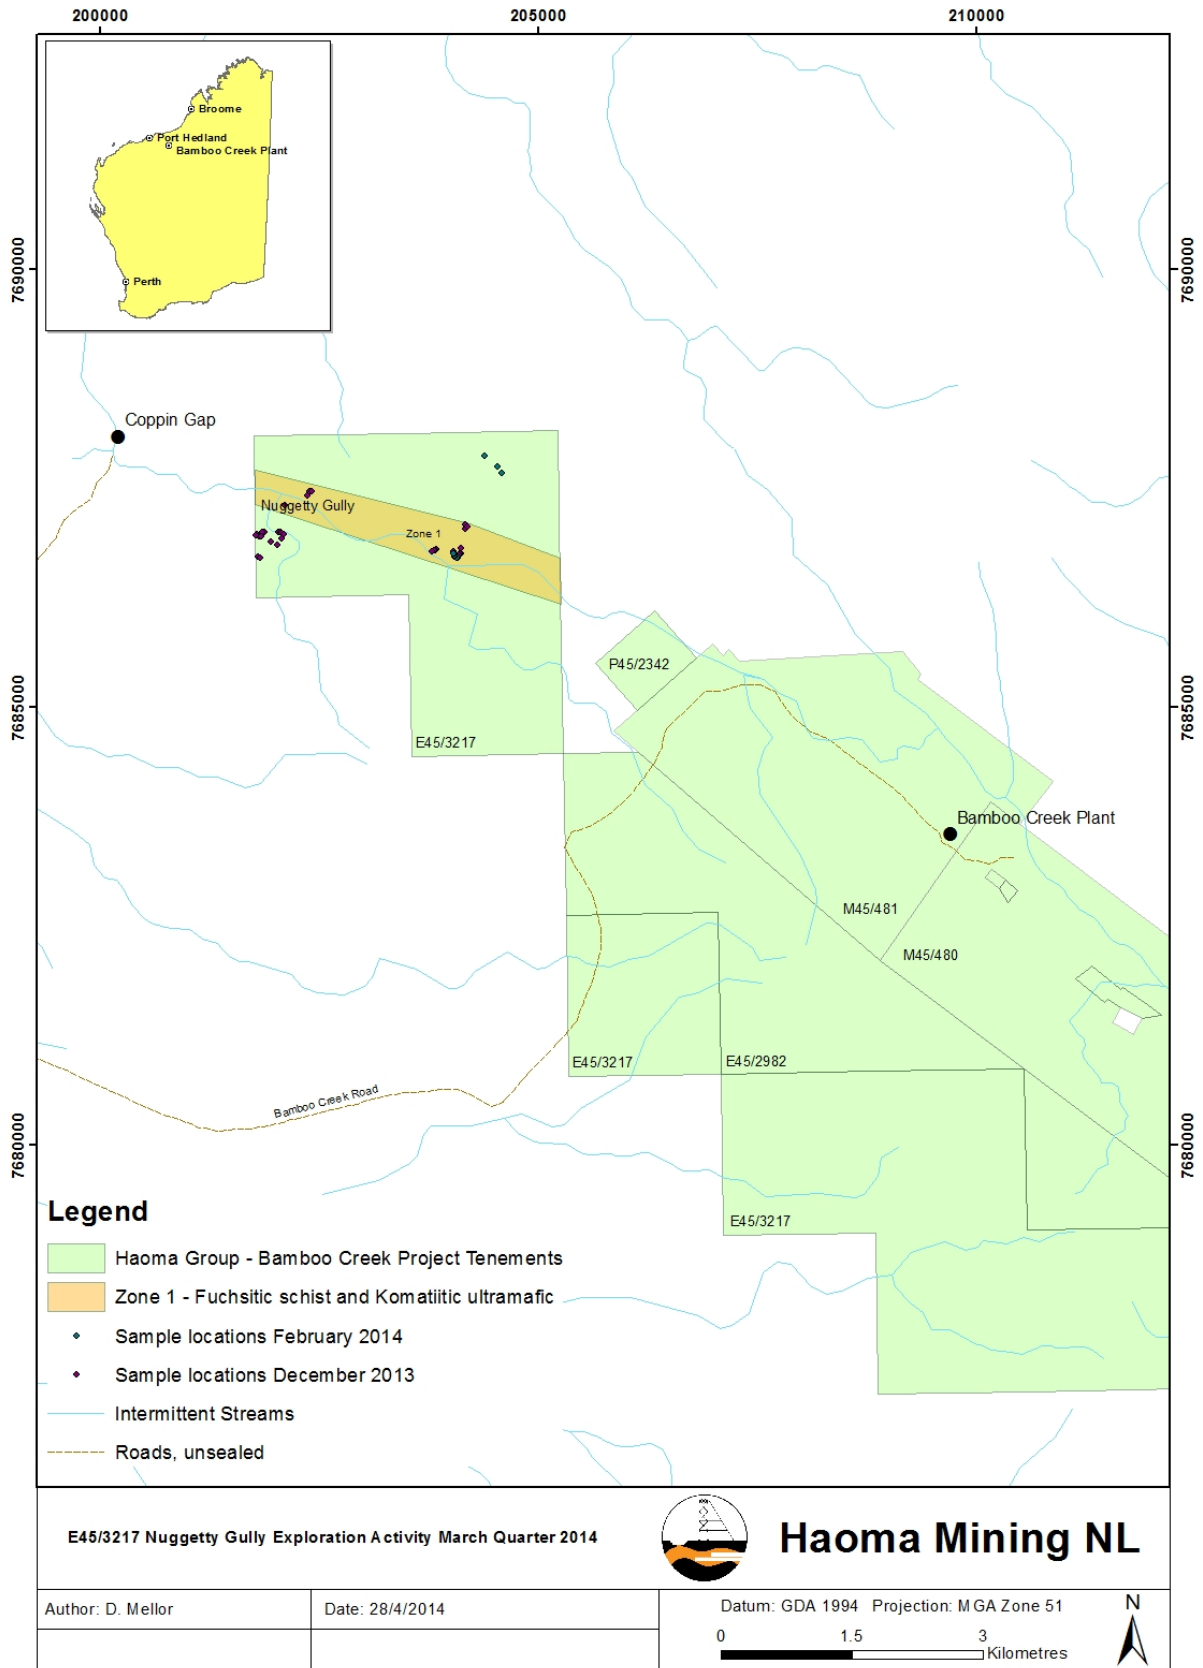 200000
205000
210000
Broome
Port Hedland
Bamboo Creek Plant
Perth
7690000
7690000
Coppin Gap
Nuggetty Gully
Zone 1
P45/2342
7685000
7685000
E45/3217
Bamboo Creek Plant
M45/481
M45/480
E45/3217
E45/2982
Bamboo Creek Road
7680000
7680000
E45/3217
Legend
Haoma Group - Bamboo Creek Project Tenements
Zone 1 - Fuchsitic schist and Komatiitic ultramafic
Sample locations February 2014
Sample locations December 2013
Intermittent Streams
Roads, unsealed
E45/3217 Nuggetty Gully Exploration Activity March Quarter 2014
Haoma Mining NL
Author: D. Mellor
Date: 28/4/2014
Datum: GDA 1994 Projection: MGA Zone 51
N
0 1.5 3
Kilometres